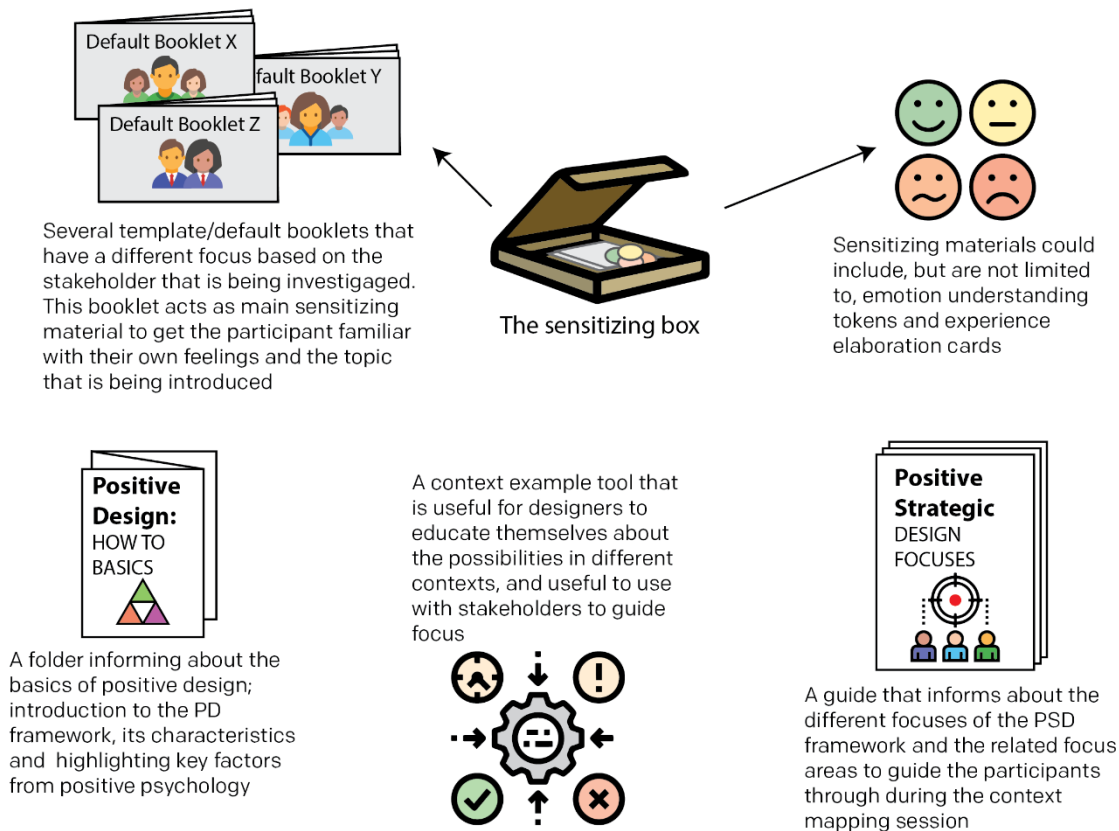 Default Booklet X
fault Booklet Y
Default Booklet Z
Several template/default booklets that
have a different focus based on the
stakeholder that is being investigaged.
This booklet acts as main sensitizing
material to get the participant familiar
with their own feelings and the topic
that is being introduced
The sensitizing box
Sensitizing materials could
include, but are not limited
to, emotion understanding
tokens and experience
elaboration cards
Positive
Design:
HOW TO
BASICS
A folder informing about the
basics of positive design;
introduction to the PD
framework, its characteristics
and highlighting key factors
from positive psychology
A context example tool that
is useful for designers to
educate themselves about
the possibilities in different
contexts, and useful to use
with stakeholders to guide
focus
Positive
Strategic
DESIGN
FOCUSES
A guide that informs about the
different focuses of the PSD
framework and the related focus
areas to guide the participants
through during the context
mapping session